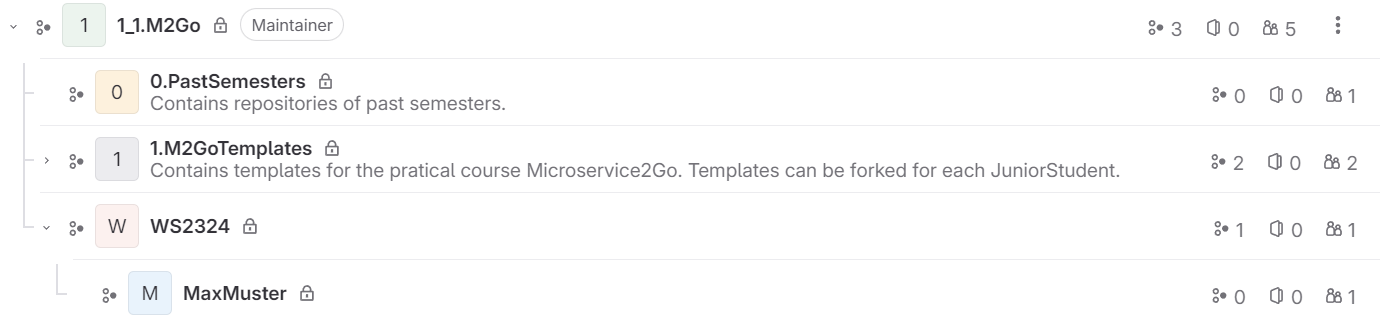 1 1_1.M2Go Maintainer 3 0 5
0 0.PastSemesters 0 0 1
Contains repositories of past semesters.
1 1.M2GoTemplates 2 0 2
Contains templates for the pratical course Microservice2Go. Templates can be forked for each JuniorStudent.
W WS2324 1 0 1
M MaxMuster 0 0 1